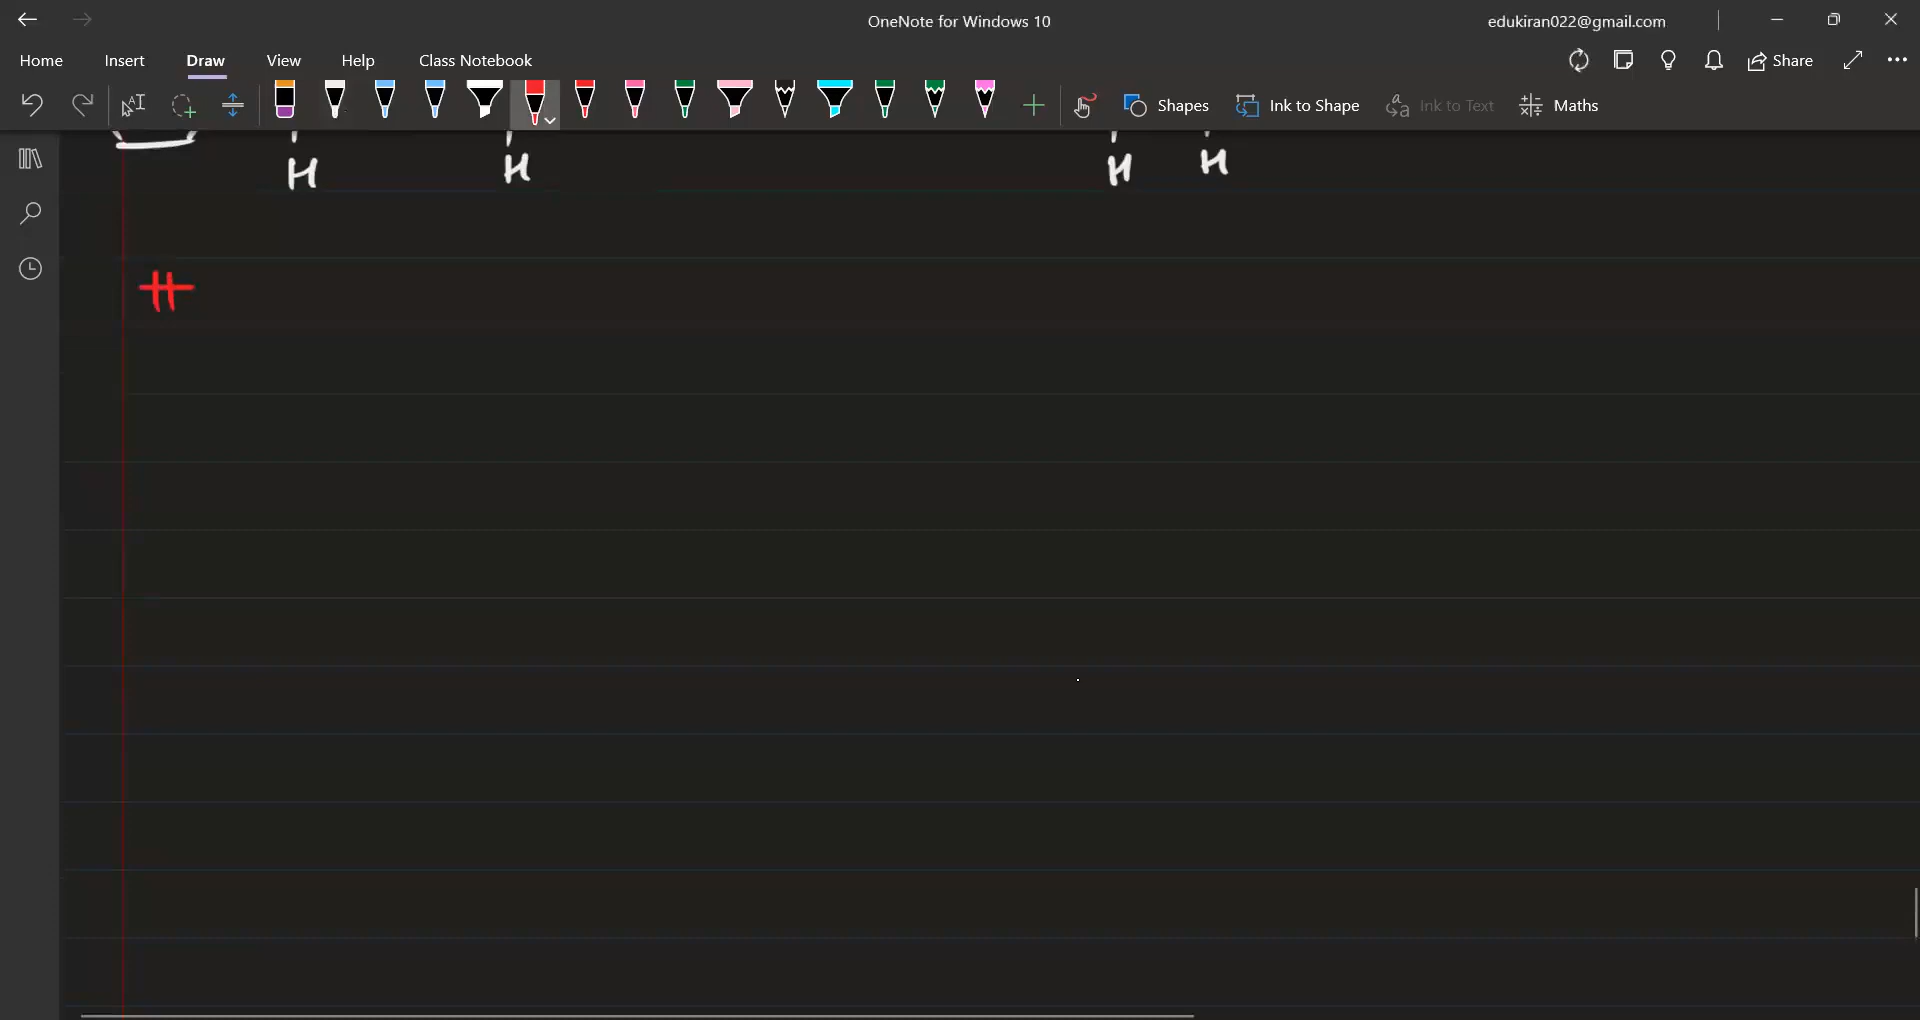 OneNote for Windows 10
edukiran022@gmail.com
Home Insert Draw View Help Class Notebook
Share
Shapes Ink to Shape Ink to Text Maths
H H H H
#